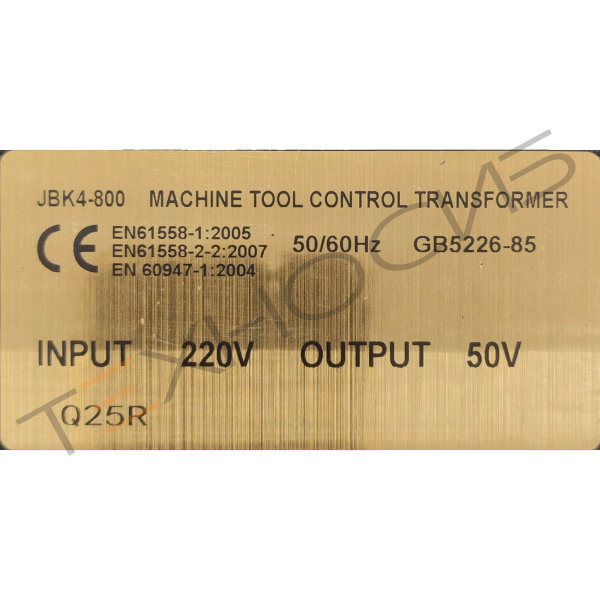 JBK4-800 MACHINE TOOL CONTROL TRANSFORMER
CE EN61558-1:2005
EN61558-2-2:2007 50/60Hz GB5226-85
EN 60947-1:2004
INPUT 220V OUTPUT 50V
Q25R
ТЕХНОСИБ